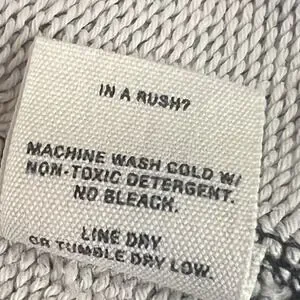 IN A RUSH?
MACHINE WASH COLD W/
NON-TOXIC DETERGENT.
NO BLEACH.
LINE DRY
OR TUMBLE DRY LOW.